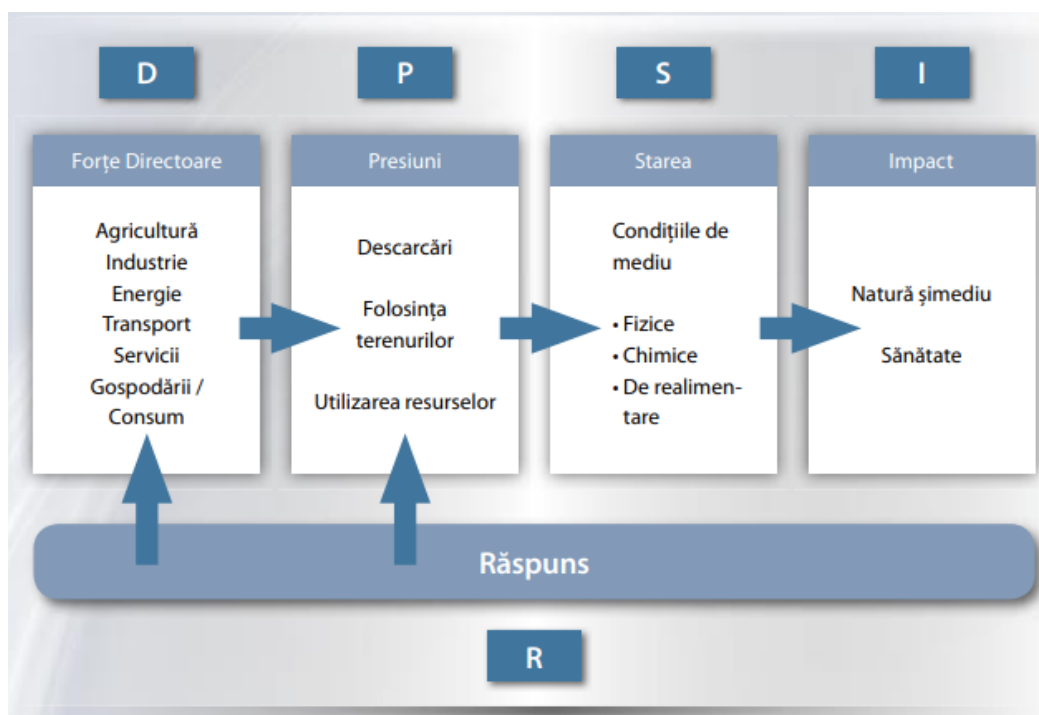 D
P
S
I
Forțe Directoare
Agricultură
Industrie
Energie
Transport
Servicii
Gospodării /
Consum
Presiuni
Descarcări
Folosința
terenurilor
Utilizarea resurselor
Starea
Condițiile de
mediu
• Fizice
• Chimice
• De realimen-
tare
Impact
Natură șimediu
Sănătate
Răspuns
R